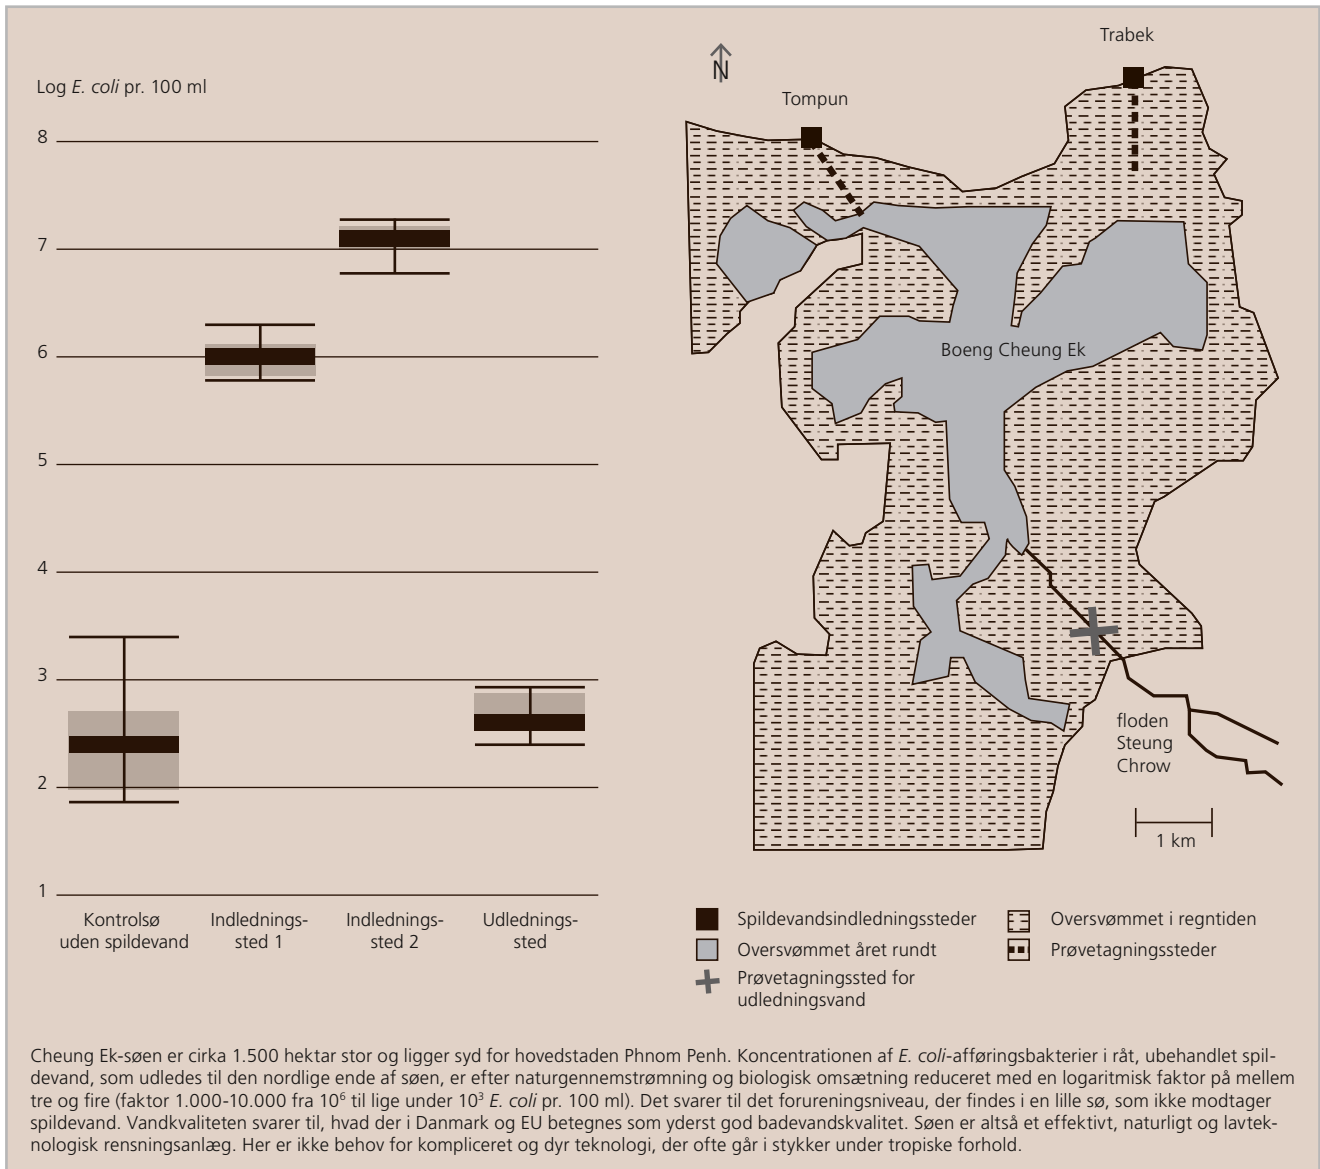 Log E. coli pr. 100 ml
8
7
6
5
4
3
2
1
Kontrolsø
uden spildevand
Indlednings-
sted 1
Indlednings-
sted 2
Udlednings-
sted
N
Tompun
Trabek
Boeng Cheung Ek
floden
Steung
Chrow
1 km
Spildevandsindledningssteder
Oversvømmet året rundt
Prøvetagningssted for
udledningsvand
Oversvømmet i regntiden
Prøvetagningssteder
Cheung Ek-søen er cirka 1.500 hektar stor og ligger syd for hovedstaden Phnom Penh. Koncentrationen af E. coli-afføringsbakterier i råt, ubehandlet spil-
devand, som udledes til den nordlige ende af søen, er efter naturgennemstrømning og biologisk omsætning reduceret med en logaritmisk faktor på mellem
tre og fire (faktor 1.000-10.000 fra 10⁶ til lige under 10³ E. coli pr. 100 ml). Det svarer til det forureningsniveau, der findes i en lille sø, som ikke modtager
spildevand. Vandkvaliteten svarer til, hvad der i Danmark og EU betegnes som yderst god badevandskvalitet. Søen er altså et effektivt, naturligt og lavtek-
nologisk rensningsanlæg. Her er ikke behov for kompliceret og dyr teknologi, der ofte går i stykker under tropiske forhold.